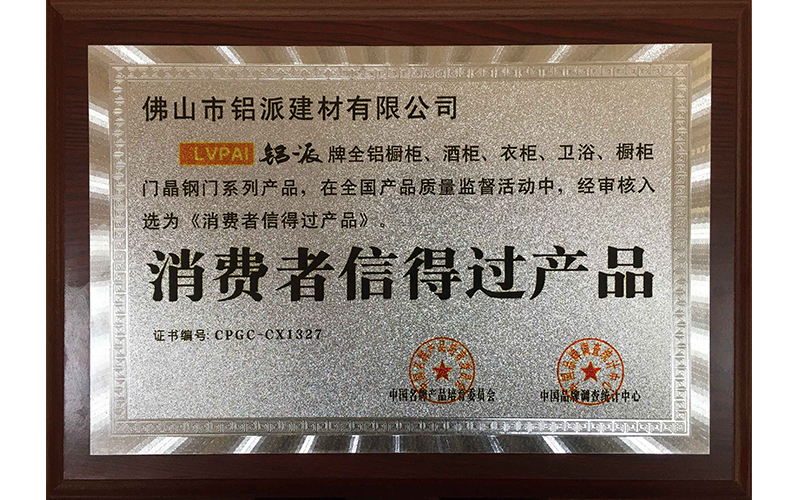 佛山市铝派建材有限公司
LVPAI 铝派 牌全铝橱柜、酒柜、衣柜、卫浴、橱柜
门晶钢门系列产品，在全国产品质量监督活动中，经审核入
选为《消费者信得过产品》。
消费者信得过产品
证书编号: CPGC-CX1327
中国名牌产品培育委员会
中国品牌调查统计中心